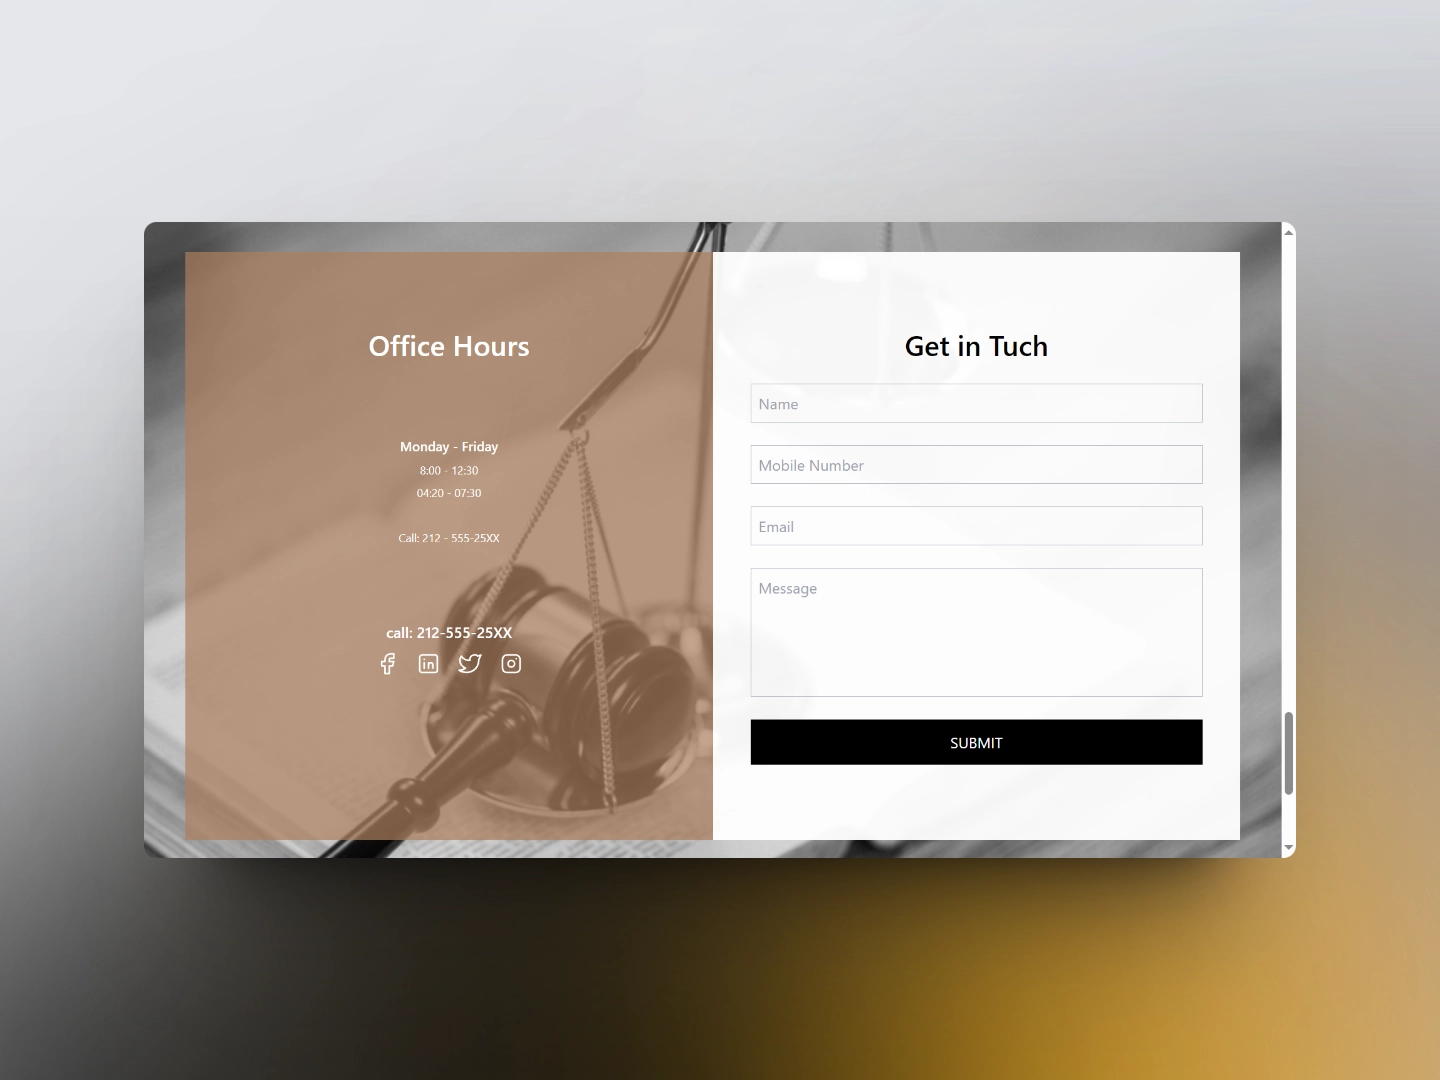 Office Hours
Monday - Friday
8:00 - 12:30
04:20 - 07:30
Call: 212 - 555-25XX
call: 212-555-25XX
Get in Tuch
Name
Mobile Number
Email
Message
SUBMIT